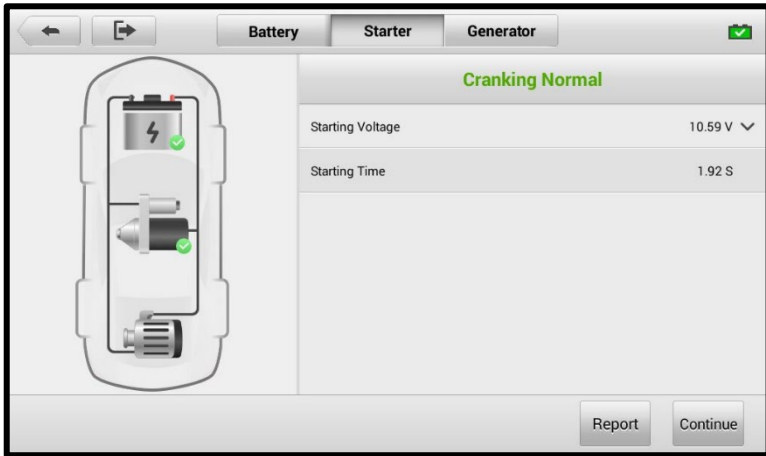 Battery Starter Generator
Cranking Normal
Starting Voltage 10.59 V
Starting Time 1.92 S
Report Continue